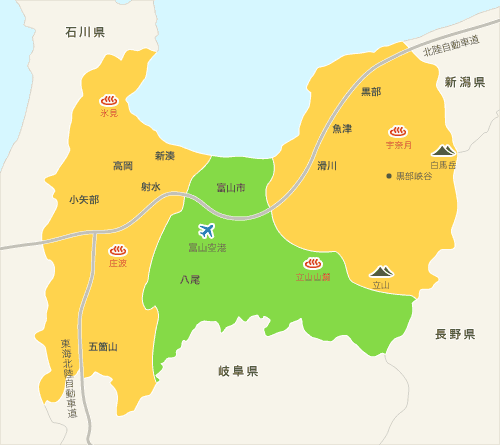 石川県
北陸自動車道
新潟県
黒部
氷見
魚津
宇奈月
新湊
白馬岳
高岡
滑川
黒部峡谷
射水
富山市
小矢部
富山空港
庄波
立山山麓
八尾
立山
長野県
五箇山
東海北陸自動車道
岐阜県